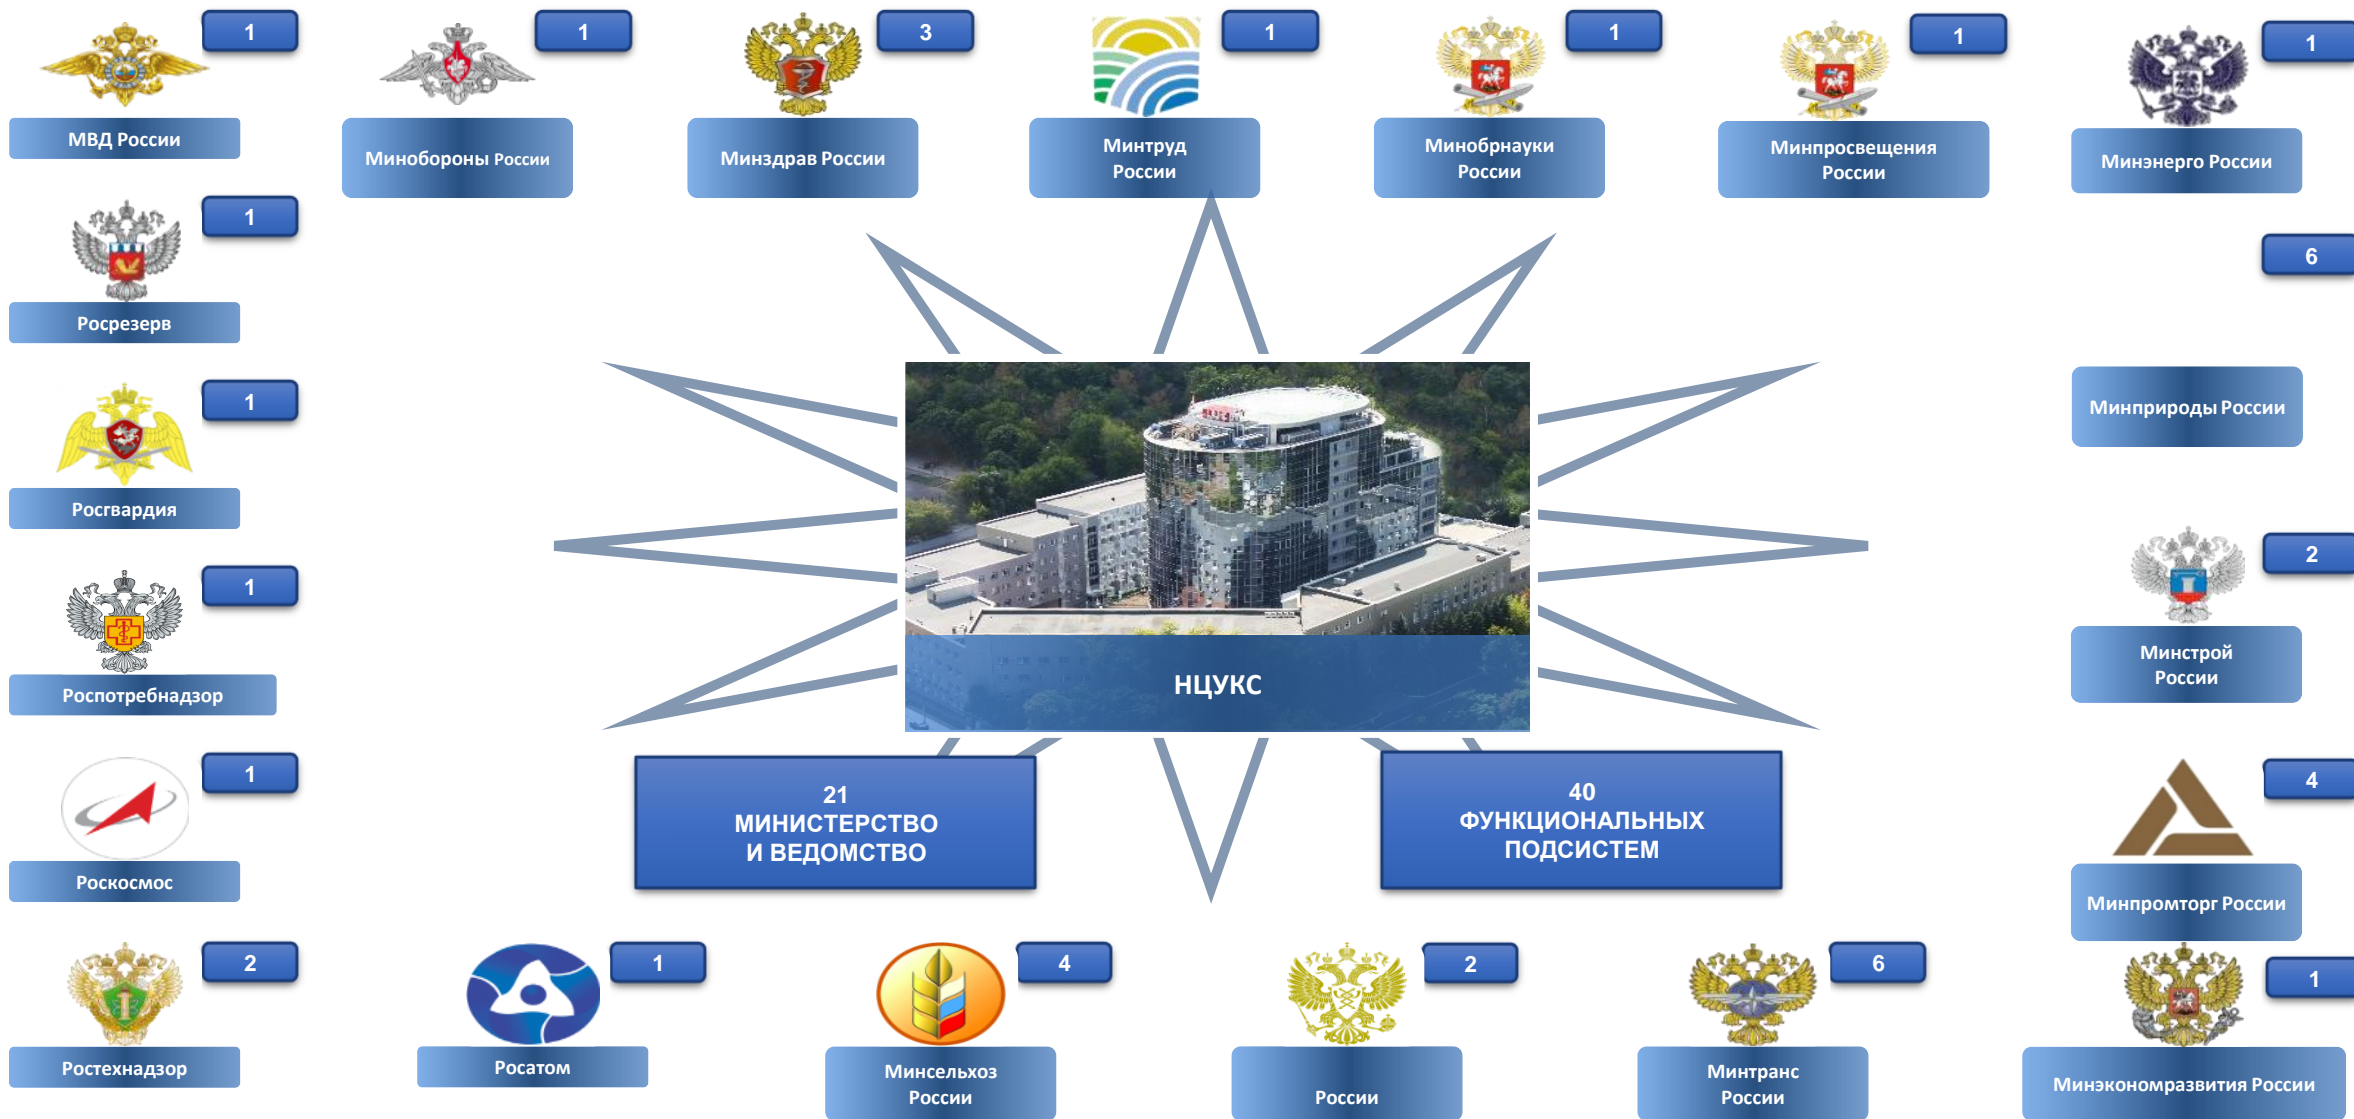 1
1
3
1
1
1
1
МВД России
Минобороны России
Минздрав России
Минтруд
России
Минобрнауки
России
Минпросвещения
России
Минэнерго России
1
6
Росрезерв
1
Минприроды России
Росгвардия
1
2
Роспотребнадзор
Минстрой
России
НЦУКС
1
4
Роскосмос
21
МИНИСТЕРСТВО
И ВЕДОМСТВО
40
ФУНКЦИОНАЛЬНЫХ
ПОДСИСТЕМ
Минпромторг России
2
1
4
2
6
1
Ростехнадзор
Росатом
Минсельхоз
России
России
Минтранс
России
Минэкономразвития России